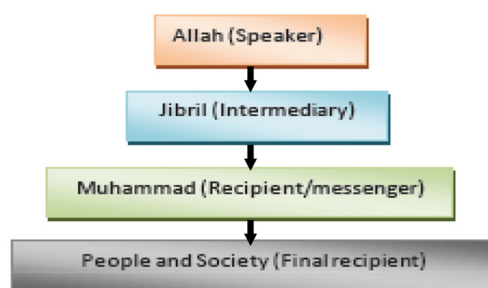 Allah (Speaker)
Jibril (Intermediary)
Muhammad (Recipient/messenger)
People and Society (Final recipient)